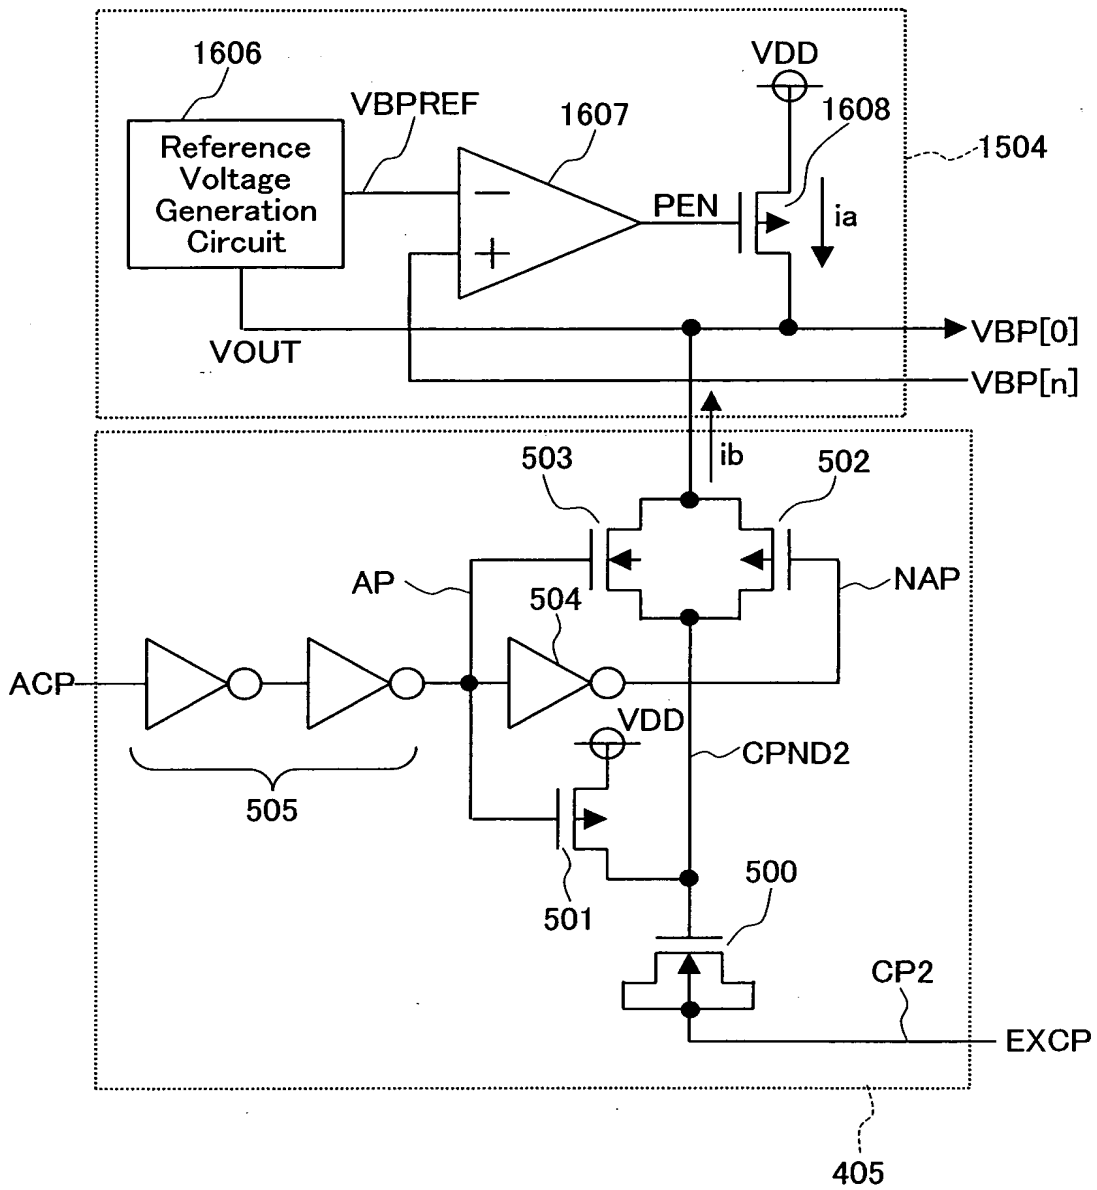 1606
VDD
VBPREF
1607
1608
Reference
Voltage
Generation
Circuit
−
+
PEN
ia
1504
VOUT
VBP[0]
VBP[n]
ib
503
502
AP
NAP
504
ACP
VDD
CPND2
505
501
500
CP2
EXCP
405